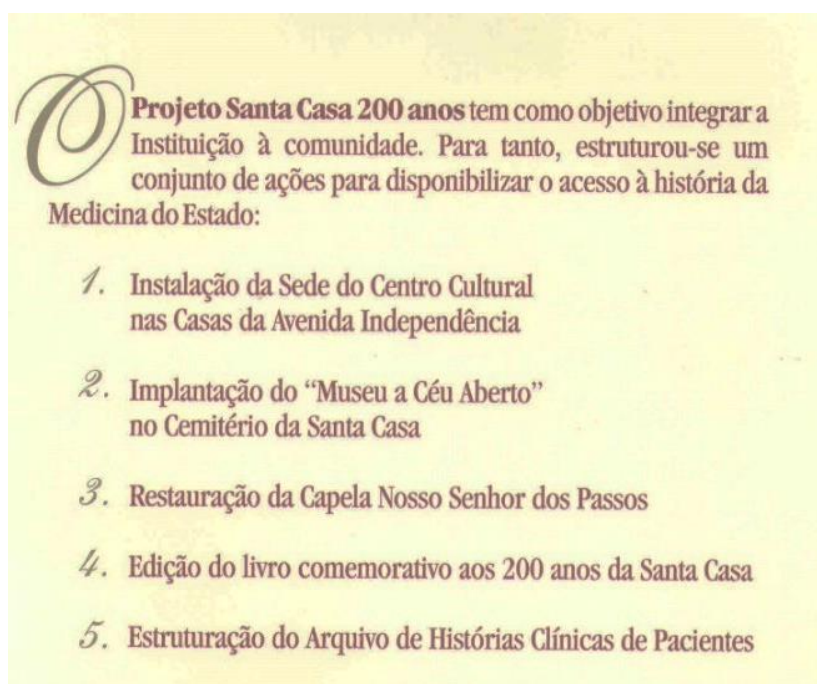 O Projeto Santa Casa 200 anos tem como objetivo integrar a
Instituição à comunidade. Para tanto, estruturou-se um
conjunto de ações para disponibilizar o acesso à história da
Medicina do Estado:
1. Instalação da Sede do Centro Cultural
nas Casas da Avenida Independência
2. Implantação do “Museu a Céu Aberto”
no Cemitério da Santa Casa
3. Restauração da Capela Nosso Senhor dos Passos
4. Edição do livro comemorativo aos 200 anos da Santa Casa
5. Estruturação do Arquivo de Histórias Clínicas de Pacientes